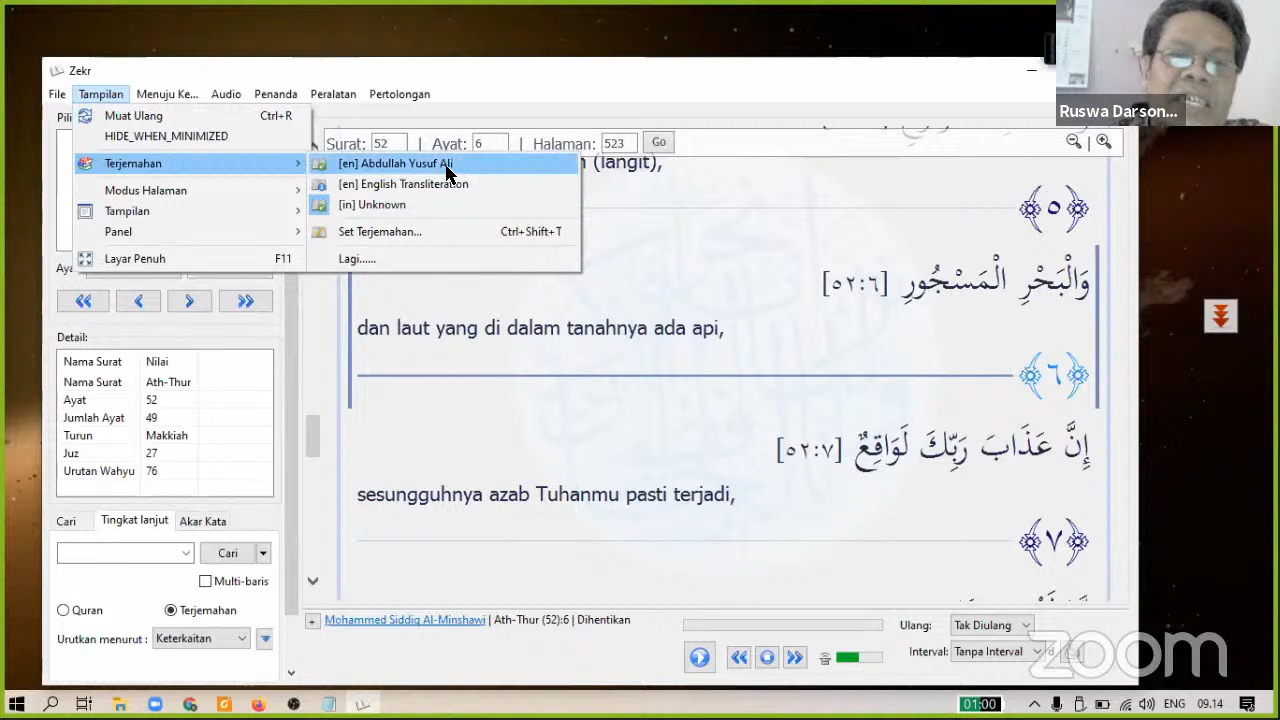 Zekr
File Tampilan Menuju Ke... Audio Penanda Peralatan Pertolongan
Muat Ulang Ctrl+R
HIDE_WHEN_MINIMIZED
Terjemahan
Modus Halaman
Tampilan
Panel
Layar Penuh F11
[en] Abdullah Yusuf Ali
[en] English Transliteration
[in] Unknown
Set Terjemahan... Ctrl+Shift+T
Lagi......
Surat: 52 Ayat: 6 Halaman: 523 Go
Ruswa Darson...
(langit),
﴿٥﴾
وَالْبَحْرِ الْمَسْجُورِ [٥٢:٦]
dan laut yang di dalam tanahnya ada api,
﴿٦﴾
إِنَّ عَذَابَ رَبِّكَ لَوَاقِعٌ [٥٢:٧]
sesungguhnya azab Tuhanmu pasti terjadi,
﴿٧﴾
Detail:
Nama Surat Nilai
Nama Surat Ath-Thur
Ayat 52
Jumlah Ayat 49
Turun Makkiah
Juz 27
Urutan Wahyu 76
Cari Tingkat lanjut Akar Kata
Cari
Multi-baris
Quran Terjemahan
Urutkan menurut : Keterkaitan
Mohammed Siddiq Al-Minshawi | Ath-Thur (52):6 | Dihentikan
Ulang: Tak Diulang
Interval: Tanpa Interval
zoom
01:00 ENG 09.14